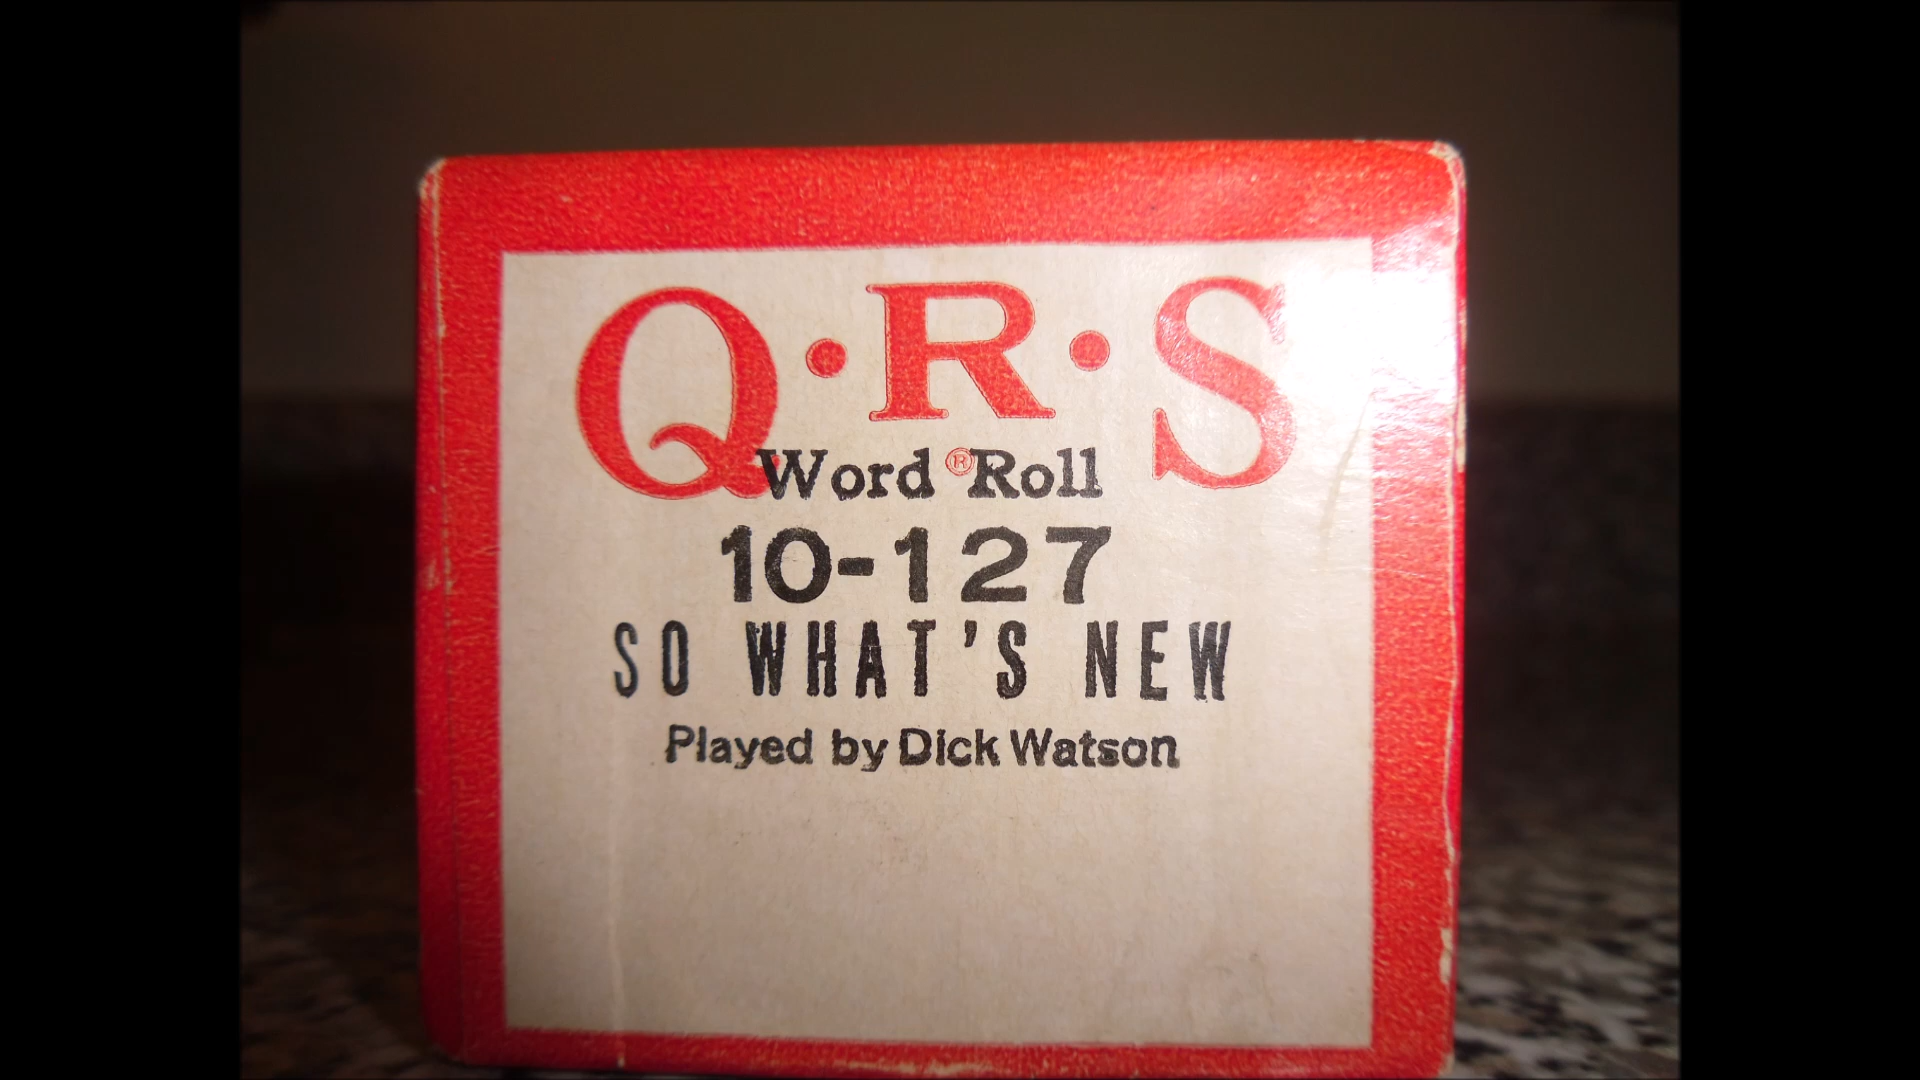 Q·R·S
Word ® Roll
10-127
SO WHAT'S NEW
Played by Dick Watson